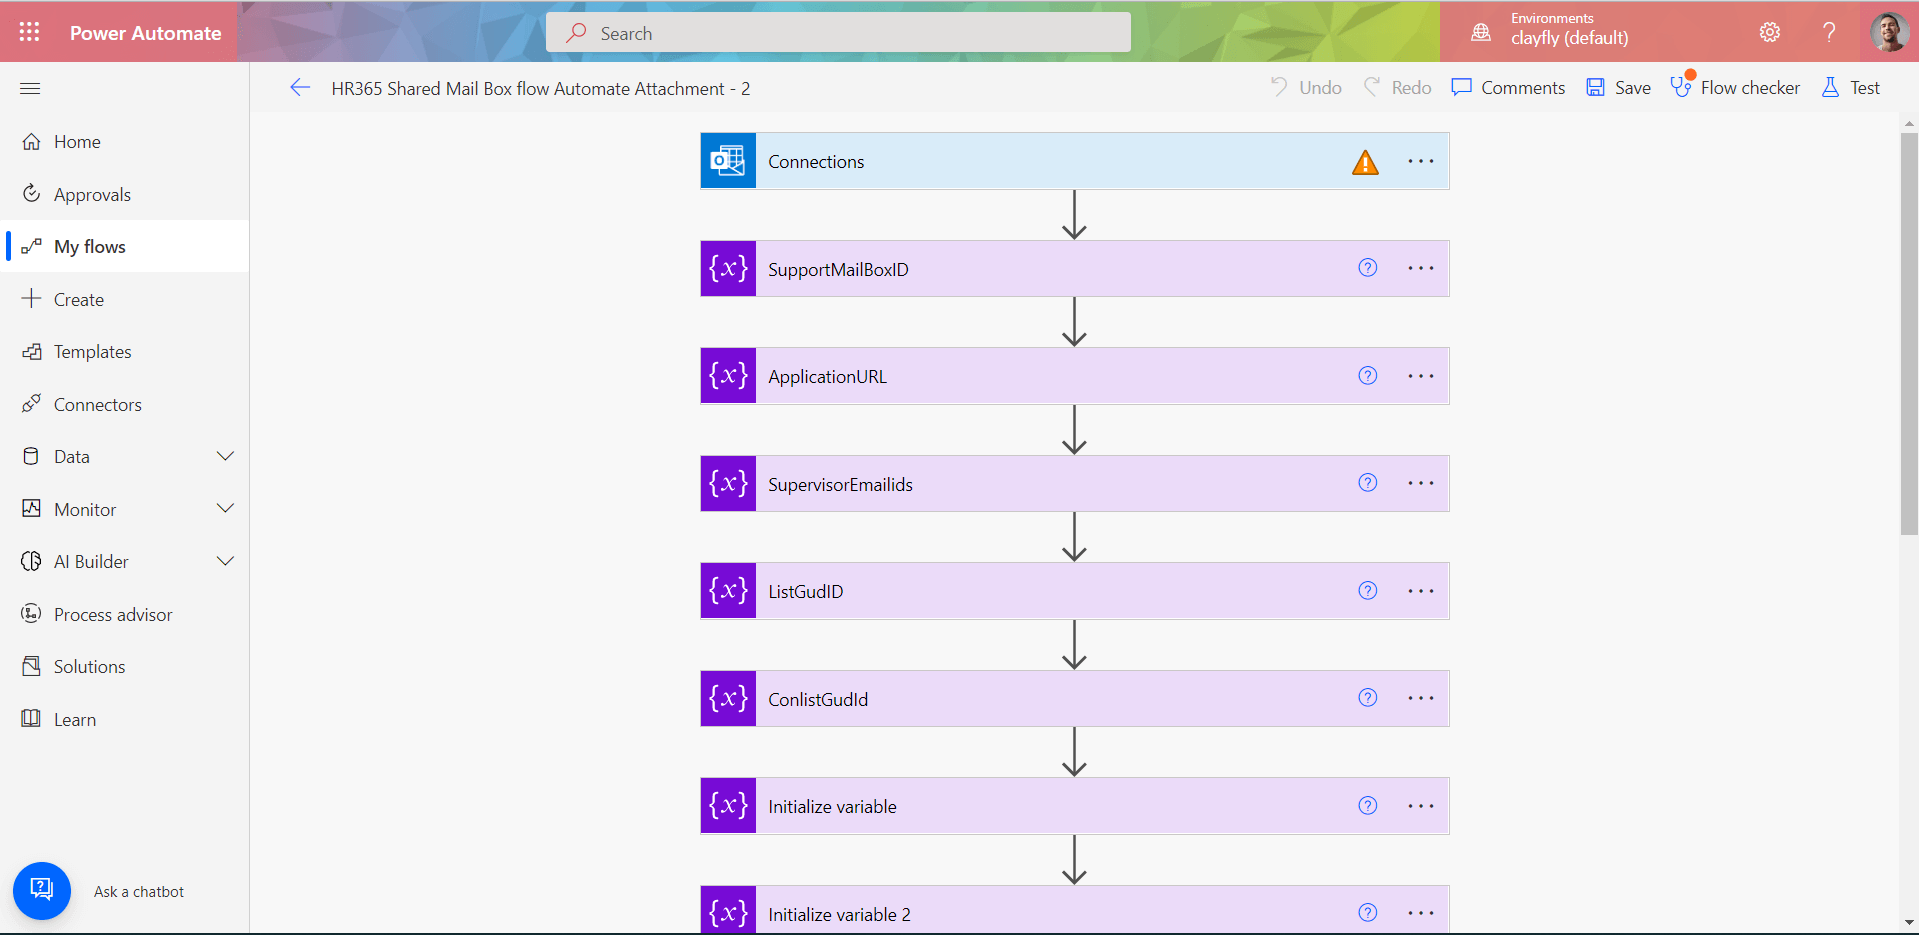 Power Automate
Search
Environments
clayfly (default)
HR365 Shared Mail Box flow Automate Attachment - 2
Undo
Redo
Comments
Save
Flow checker
Test
Home
Approvals
My flows
Create
Templates
Connectors
Data
Monitor
AI Builder
Process advisor
Solutions
Learn
Ask a chatbot
Connections
{x} SupportMailBoxID
{x} ApplicationURL
{x} SupervisorEmailids
{x} ListGudID
{x} ConlistGudId
{x} Initialize variable
{x} Initialize variable 2